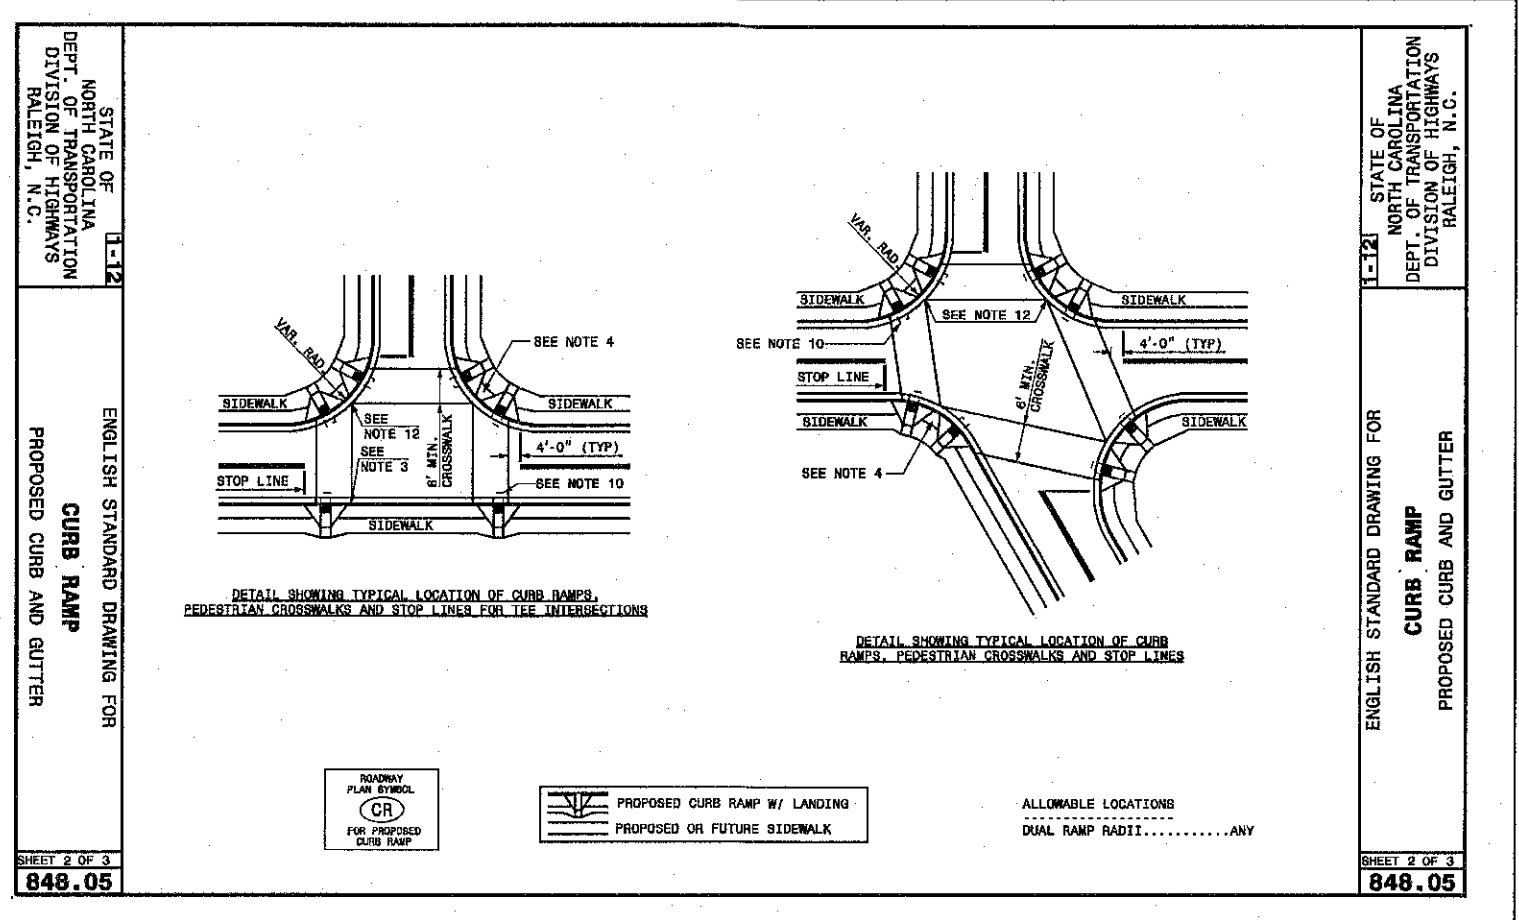 STATE OF
NORTH CAROLINA
DEPT. OF TRANSPORTATION
DIVISION OF HIGHWAYS
RALEIGH, N.C.
1-12
ENGLISH STANDARD DRAWING FOR
CURB RAMP
PROPOSED CURB AND GUTTER
SHEET 2 OF 3
848.05
VAR. RAD.
SEE NOTE 4
SIDEWALK
SIDEWALK
SEE
NOTE 12
SEE
NOTE 3
6' MIN.
CROSSWALK
4'-0" (TYP)
STOP LINE
SEE NOTE 10
SIDEWALK
DETAIL SHOWING TYPICAL LOCATION OF CURB RAMPS,
PEDESTRIAN CROSSWALKS AND STOP LINES FOR TEE INTERSECTIONS
VAR. RAD.
SIDEWALK
SIDEWALK
SEE NOTE 12
SEE NOTE 10
4'-0" (TYP)
STOP LINE
6' MIN.
CROSSWALK
SIDEWALK
SIDEWALK
SEE NOTE 4
DETAIL SHOWING TYPICAL LOCATION OF CURB
RAMPS, PEDESTRIAN CROSSWALKS AND STOP LINES
ROADWAY
PLAN SYMBOL
CR
FOR PROPOSED
CURB RAMP
PROPOSED CURB RAMP W/ LANDING
PROPOSED OR FUTURE SIDEWALK
ALLOWABLE LOCATIONS
DUAL RAMP RADII...........ANY
STATE OF
NORTH CAROLINA
DEPT. OF TRANSPORTATION
DIVISION OF HIGHWAYS
RALEIGH, N.C.
1-12
ENGLISH STANDARD DRAWING FOR
CURB RAMP
PROPOSED CURB AND GUTTER
SHEET 2 OF 3
848.05